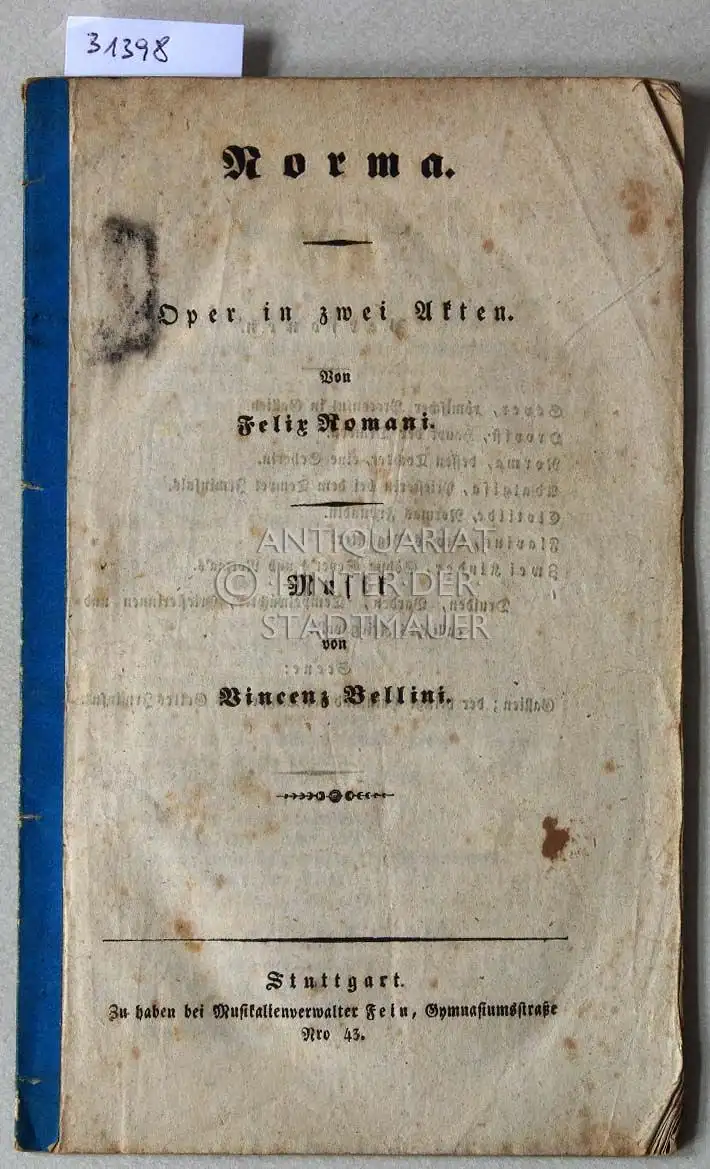 31398
Norma.
Oper in zwei Akten.
Von
Felix Romani.
ANTIQUARIAT
© HINTER DER
STADTMAUER
Musik
von
Vincenz Bellini.
Stuttgart.
Zu haben bei Musikalienverwalter Fein, Gymnasiumsstraße
Nro 43.